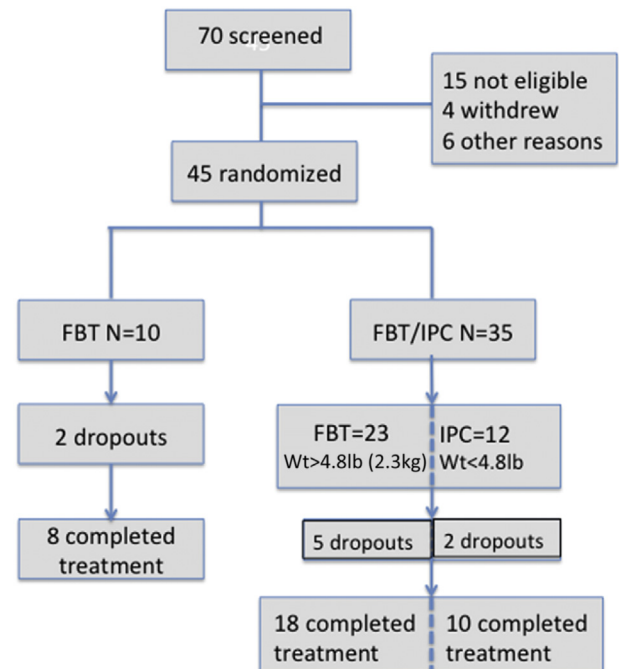 70 screened
15 not eligible
4 withdrew
6 other reasons
45 randomized
FBT N=10
FBT/IPC N=35
2 dropouts
FBT=23
Wt>4.8lb (2.3kg)
IPC=12
Wt<4.8lb
8 completed
treatment
5 dropouts
2 dropouts
18 completed
treatment
10 completed
treatment